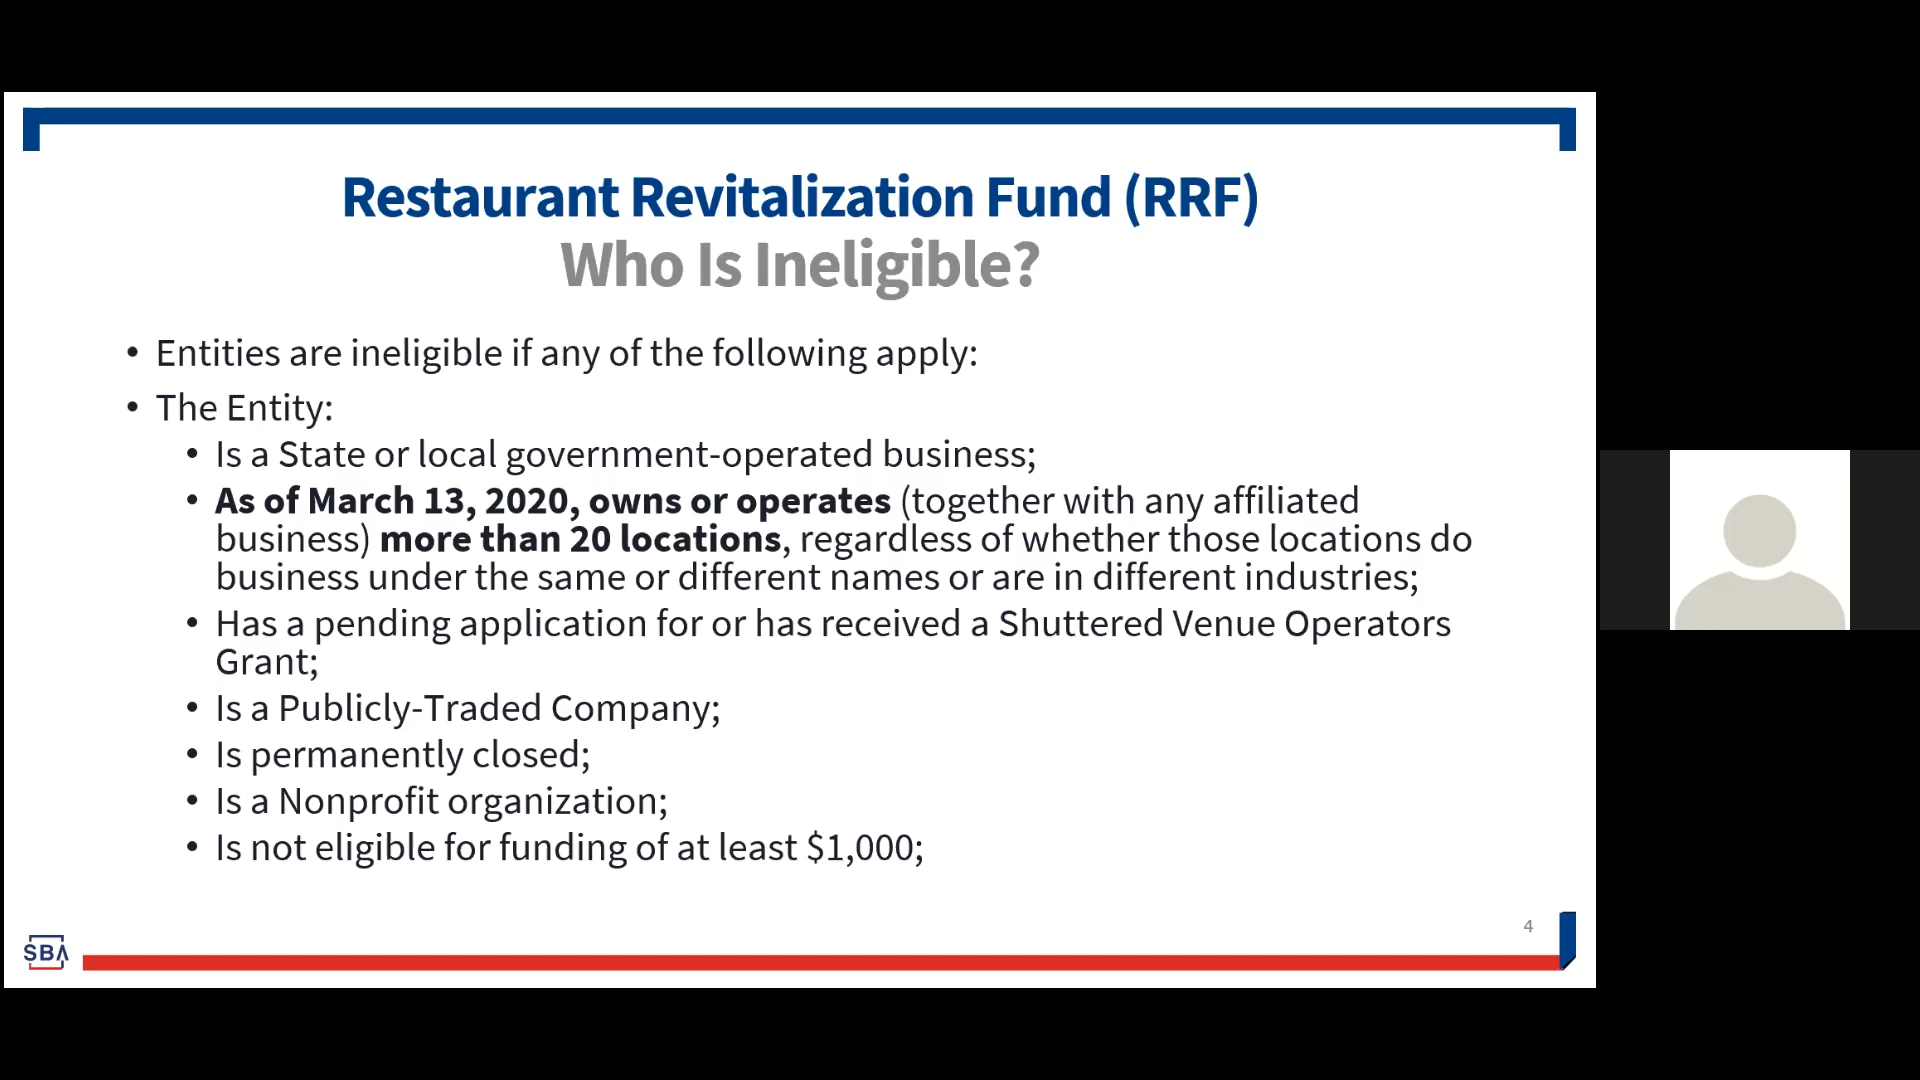 Restaurant Revitalization Fund (RRF)
Who Is Ineligible?
• Entities are ineligible if any of the following apply:
• The Entity:
• Is a State or local government-operated business;
• As of March 13, 2020, owns or operates (together with any affiliated
business) more than 20 locations, regardless of whether those locations do
business under the same or different names or are in different industries;
• Has a pending application for or has received a Shuttered Venue Operators
Grant;
• Is a Publicly-Traded Company;
• Is permanently closed;
• Is a Nonprofit organization;
• Is not eligible for funding of at least $1,000;
4
SBA